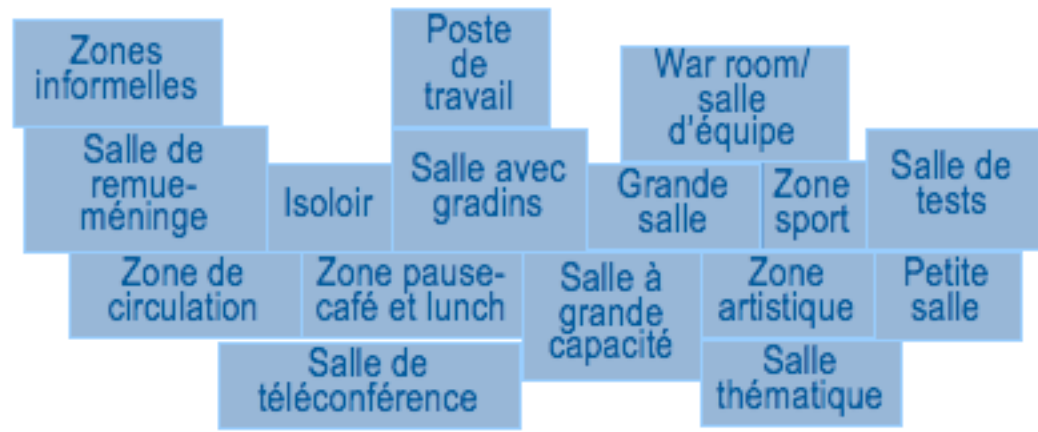 Zones
informelles
Poste
de
travail
War room/
salle
d'équipe
Salle de
remue-
méninge
Isoloir
Salle avec
gradins
Grande
salle
Zone
sport
Salle de
tests
Zone de
circulation
Zone pause-
café et lunch
Salle à
grande
capacité
Zone
artistique
Petite
salle
Salle de
téléconférence
Salle
thématique